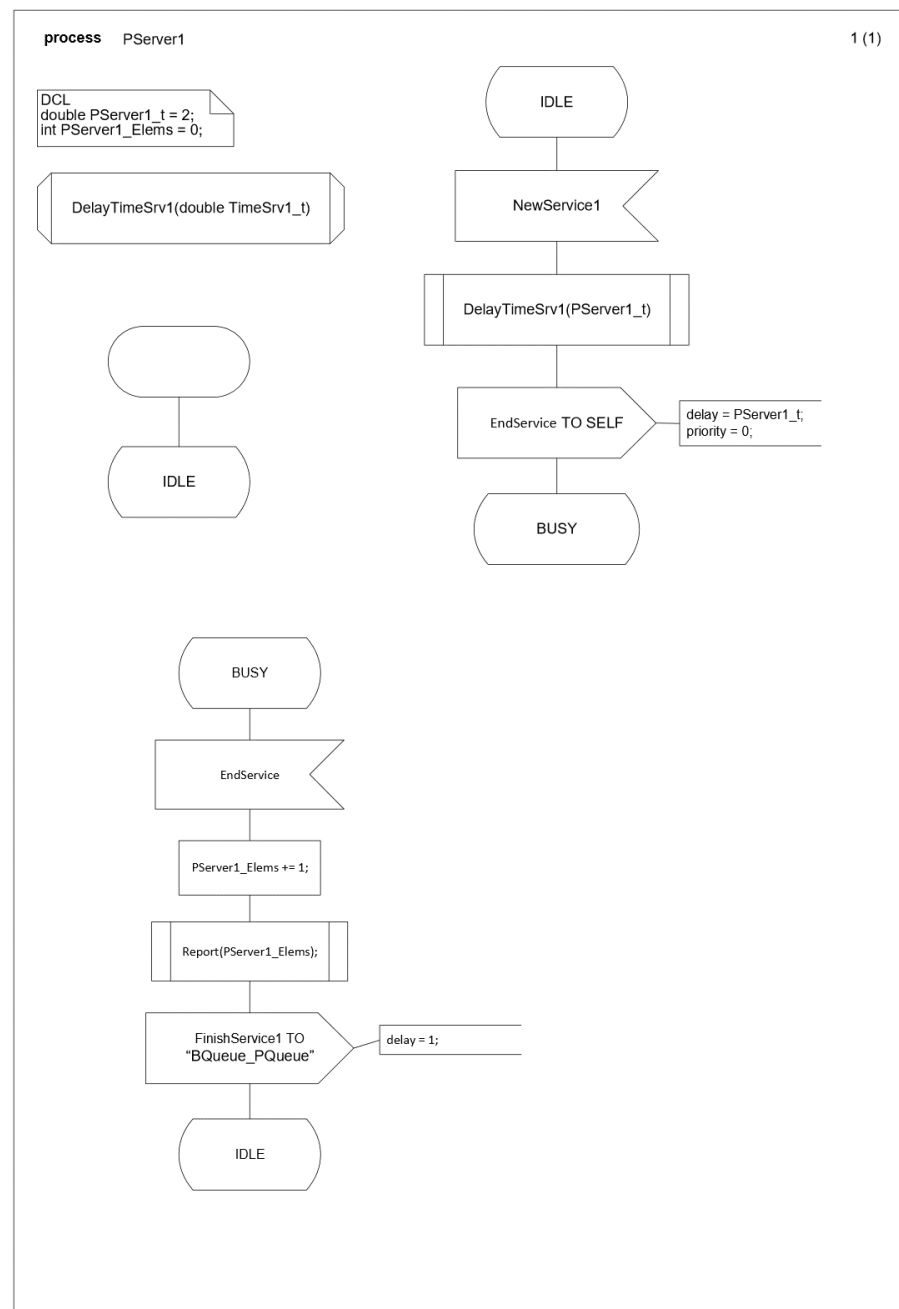 process PServer1
1 (1)
DCL
double PServer1_t = 2;
int PServer1_Elems = 0;
DelayTimeSrv1(double TimeSrv1_t)
IDLE
IDLE
NewService1
DelayTimeSrv1(PServer1_t)
EndService TO SELF
delay = PServer1_t;
priority = 0;
BUSY
BUSY
EndService
PServer1_Elems += 1;
Report(PServer1_Elems);
FinishService1 TO
"BQueue_PQueue"
delay = 1;
IDLE